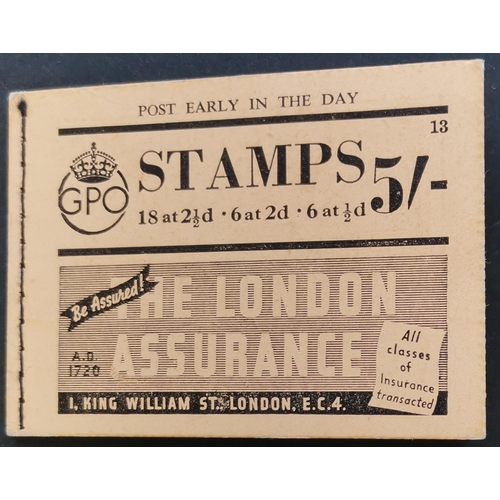 POST EARLY IN THE DAY
13
GPO
STAMPS 5/-
18 at 2½d · 6 at 2d · 6 at ½d
Be Assured!
THE LONDON
ASSURANCE
A.D.
1720
All
classes
of
Insurance
transacted
1, KING WILLIAM ST. LONDON, E.C.4.